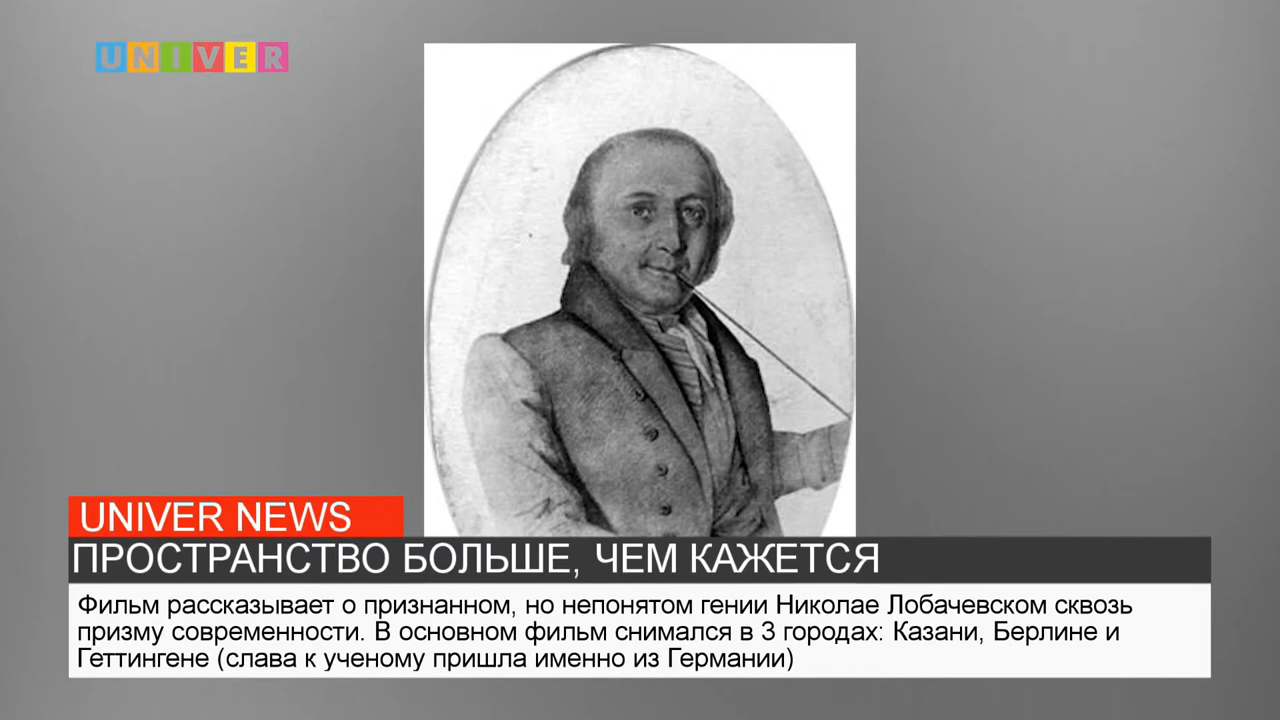 UNIVER
UNIVER NEWS
ПРОСТРАНСТВО БОЛЬШЕ, ЧЕМ КАЖЕТСЯ
Фильм рассказывает о признанном, но непонятом гении Николае Лобачевском сквозь
призму современности. В основном фильм снимался в 3 городах: Казани, Берлине и
Геттингене (слава к ученому пришла именно из Германии)